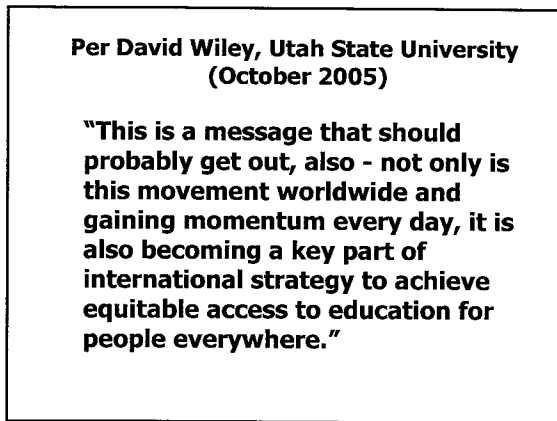 Per David Wiley, Utah State University
(October 2005)
"This is a message that should
probably get out, also - not only is
this movement worldwide and
gaining momentum every day, it is
also becoming a key part of
international strategy to achieve
equitable access to education for
people everywhere."